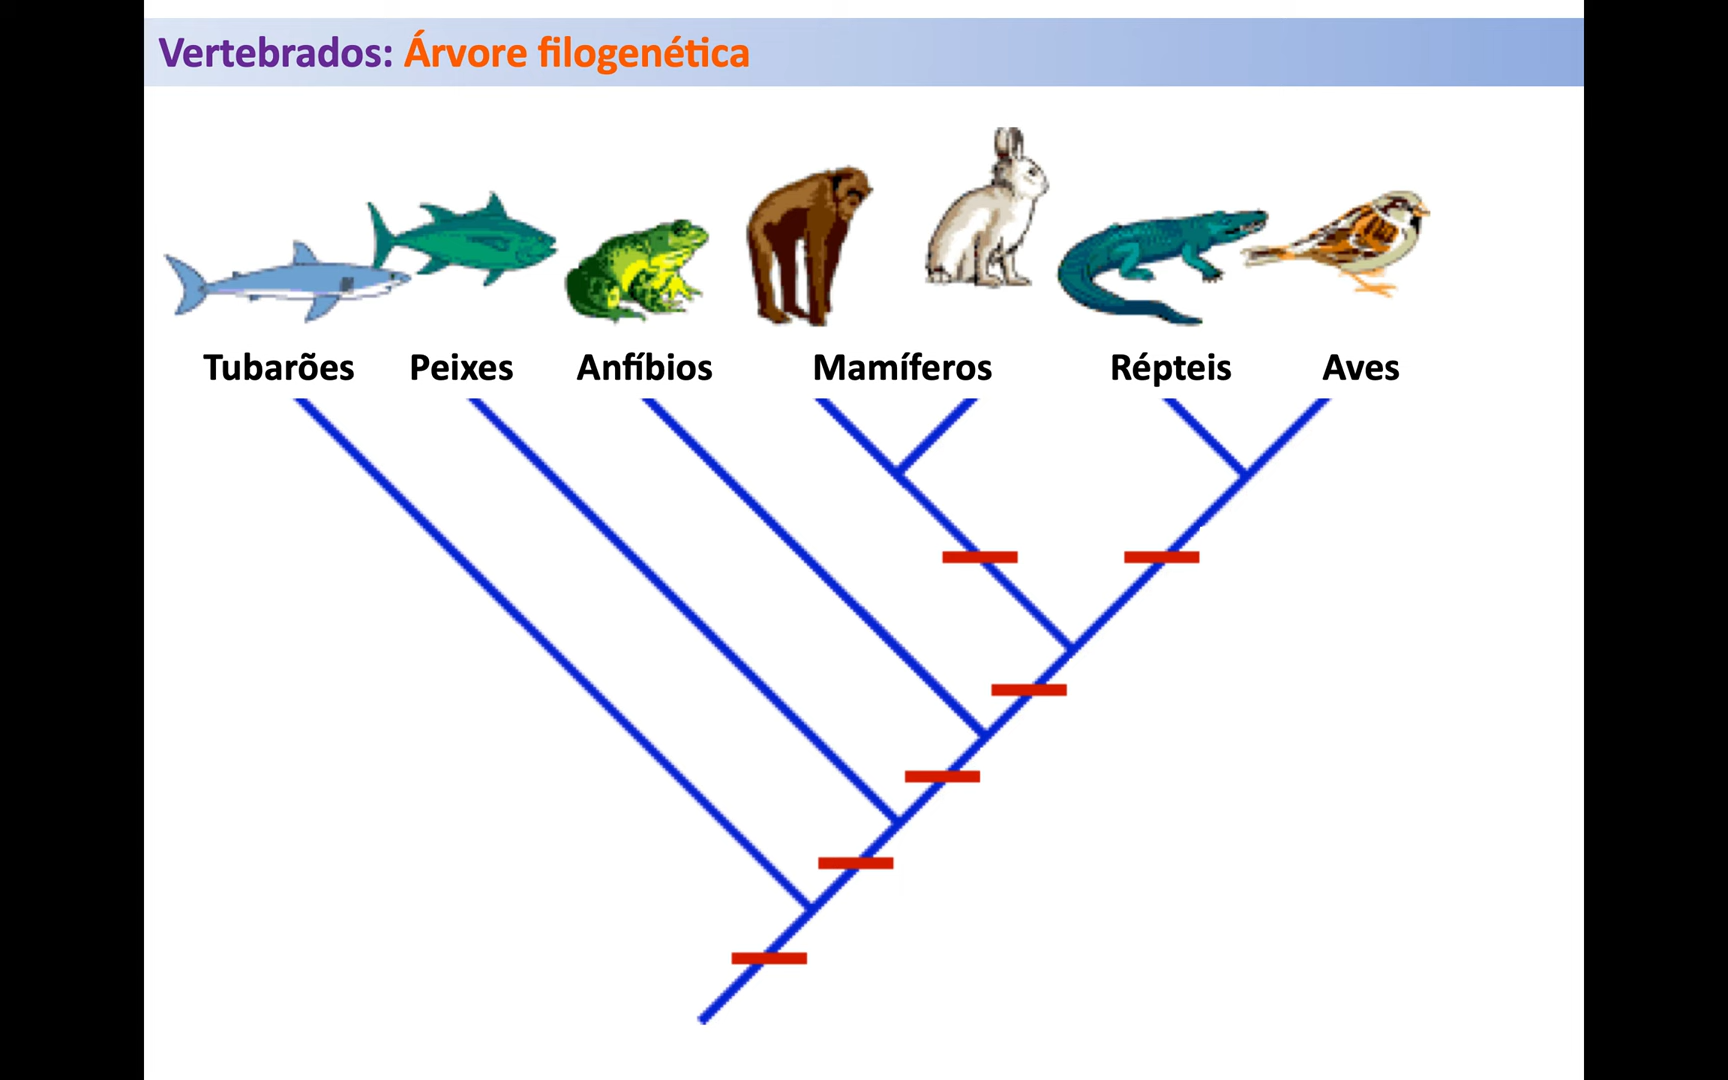 Vertebrados: Árvore filogenética
Tubarões Peixes Anfíbios Mamíferos Répteis Aves